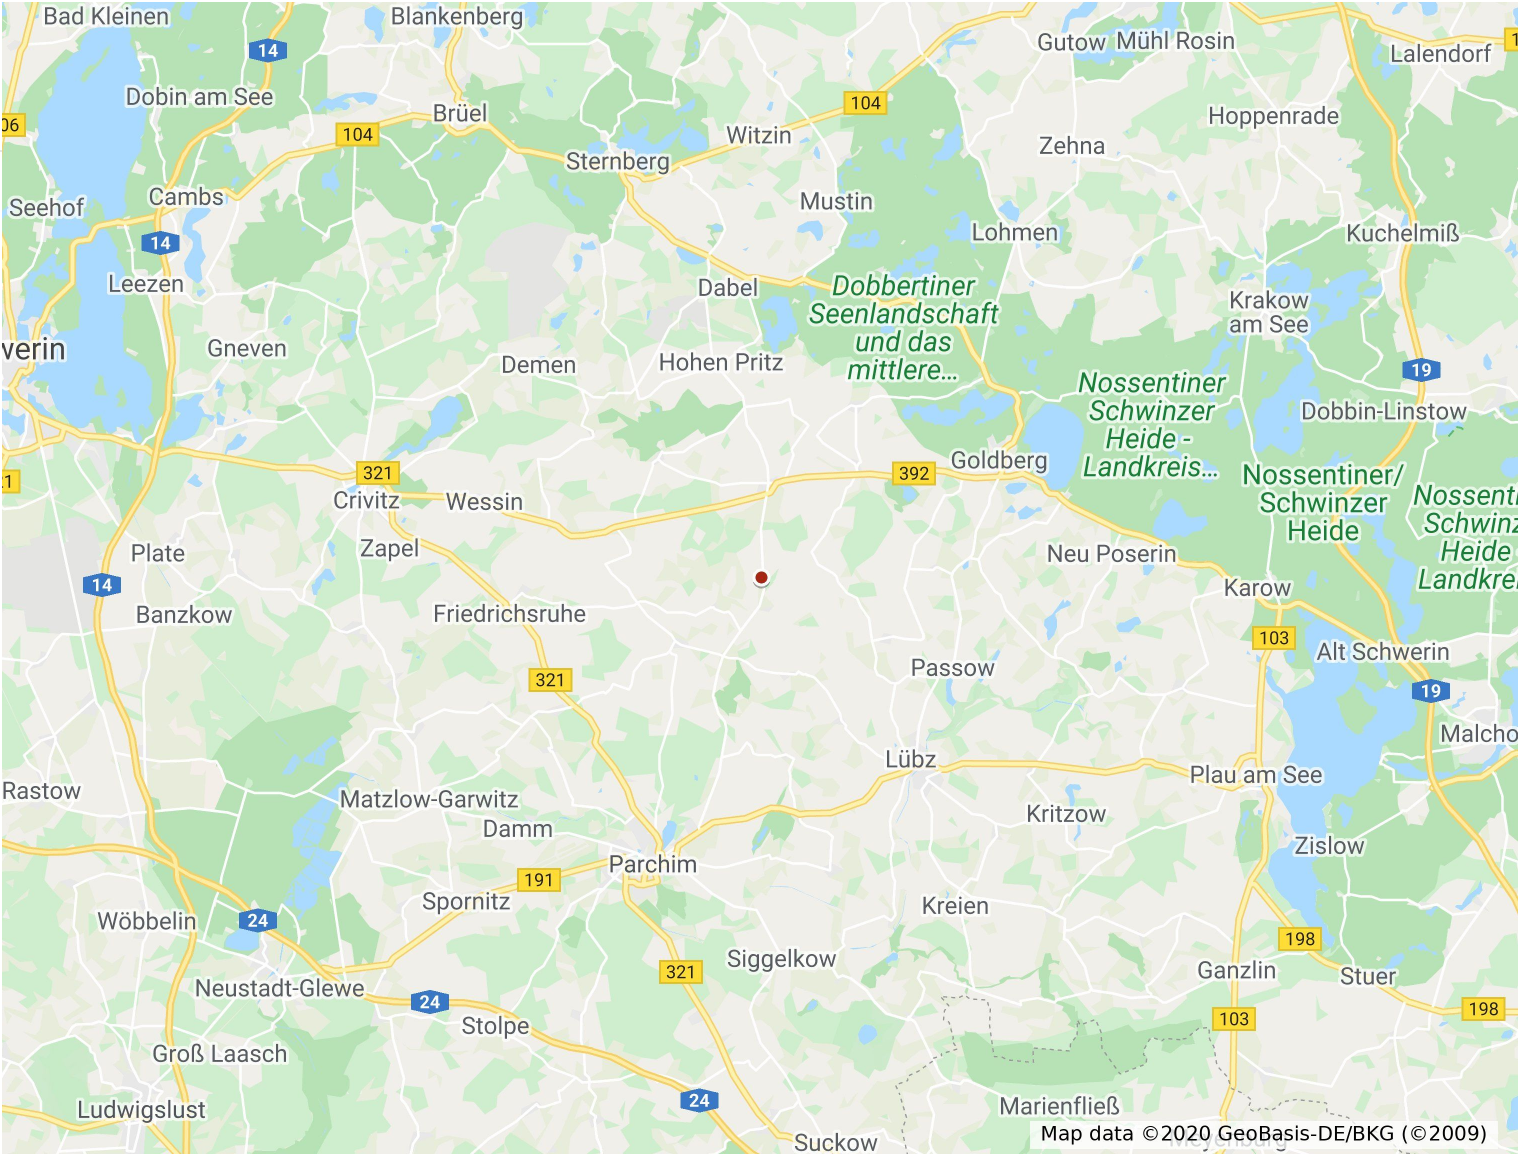 Bad Kleinen
Blankenberg
14
Gutow
Mühl Rosin
Lalendorf
Dobin am See
104
Brüel
Hoppenrade
06
104
Witzin
Zehna
Sternberg
Cambs
Mustin
Seehof
Lohmen
Kuchelmiß
14
Leezen
Dabel
Dobbertiner
Seenlandschaft
und das
mittlere...
Krakow
am See
Gneven
Demen
Hohen Pritz
19
Nossentiner
Schwinzer
Heide -
Landkreis...
Dobbin-Linstow
321
392
Goldberg
Nossentiner/
Schwinzer
Heide
Crivitz
Wessin
Zapel
Plate
Neu Poserin
14
Karow
Banzkow
Friedrichsruhe
103
Alt Schwerin
321
Passow
19
Lübz
Plau am See
Rastow
Matzlow-Garwitz
Damm
Kritzow
Zislow
Parchim
191
Spornitz
Kreien
Wöbbelin
24
198
Siggelkow
321
Ganzlin
Stuer
Neustadt-Glewe
24
198
103
Stolpe
Groß Laasch
24
Marienfließ
Ludwigslust
Suckow
Map data ©2020 GeoBasis-DE/BKG (©2009)